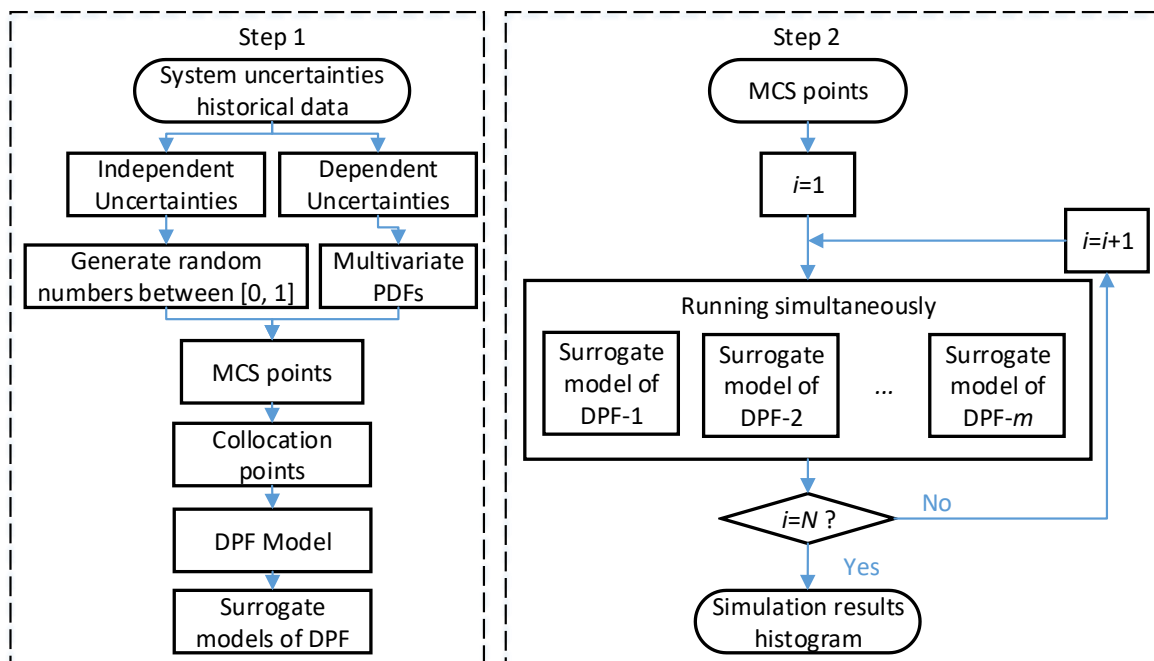 Step 1
System uncertainties
historical data
Independent
Uncertainties
Dependent
Uncertainties
Generate random
numbers between [0, 1]
Multivariate
PDFs
MCS points
Collocation
points
DPF Model
Surrogate
models of DPF
Step 2
MCS points
i=1
i=i+1
Running simultaneously
Surrogate
model of
DPF-1
Surrogate
model of
DPF-2
...
Surrogate
model of
DPF-m
i=N ?
No
Yes
Simulation results
histogram